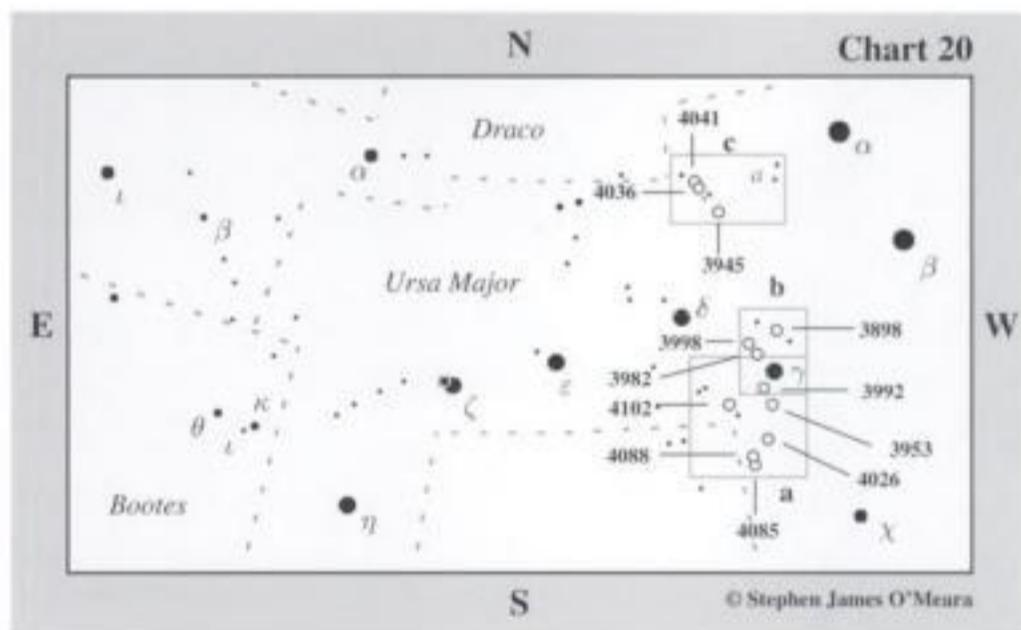 N
Chart 20
4041
Draco
c
α
α
a
ι
4036
β
3945
β
Ursa Major
b
E
δ
W
3898
3998
3982
γ
ε
3992
ζ
4102
κ
θ
ι
3953
4088
4026
Bootes
a
η
4085
χ
S
© Stephen James O'Meara